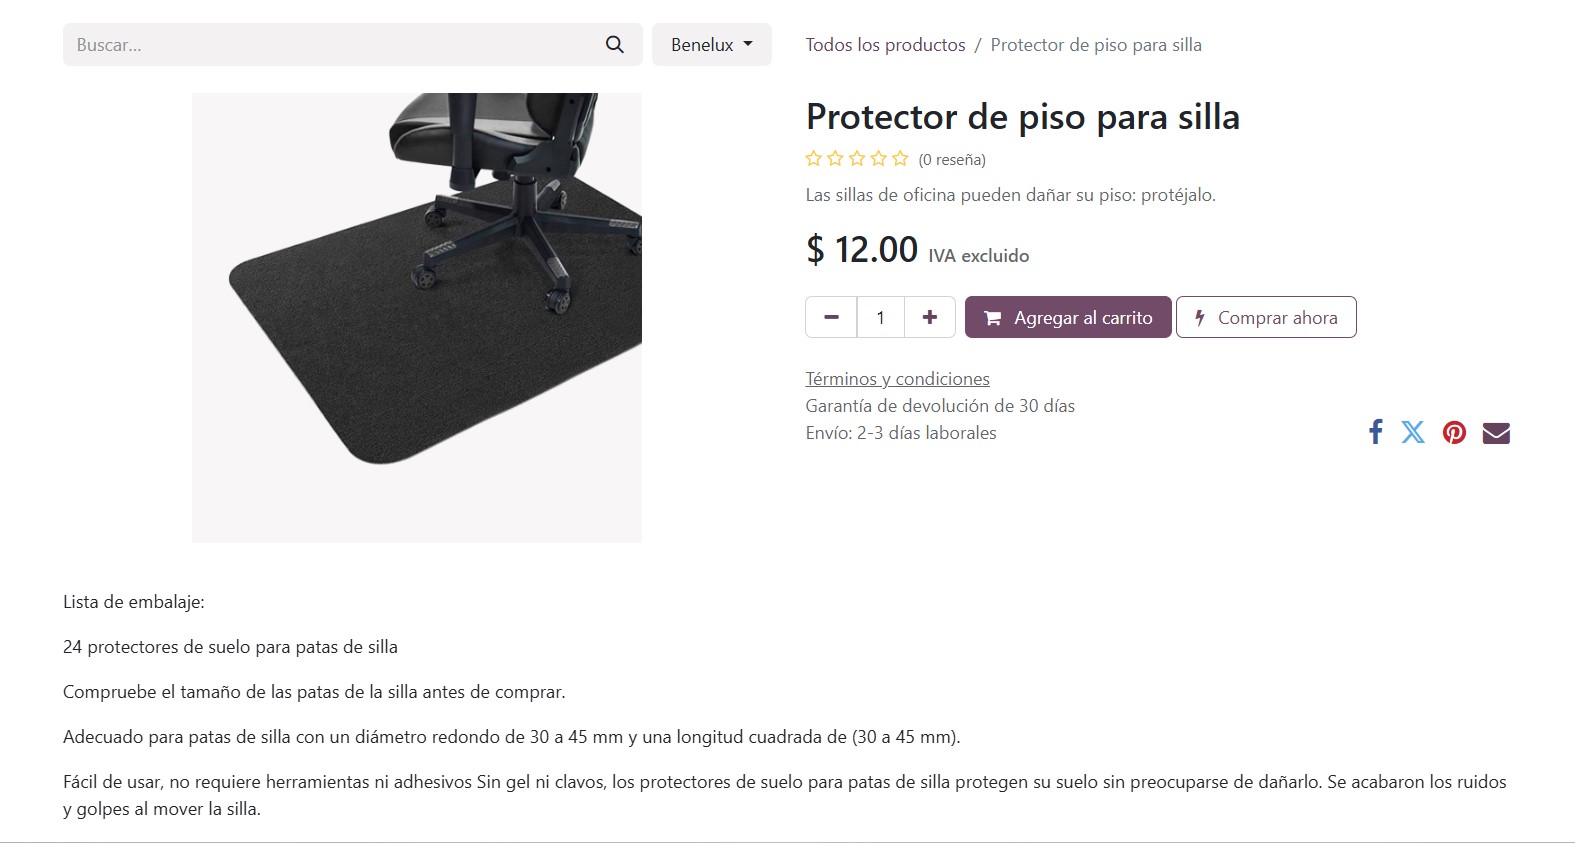 Buscar...
Benelux
Todos los productos / Protector de piso para silla
Protector de piso para silla
(0 reseña)
Las sillas de oficina pueden dañar su piso: protéjalo.
$ 12.00 IVA excluido
1
Agregar al carrito
Comprar ahora
Términos y condiciones
Garantía de devolución de 30 días
Envío: 2-3 días laborales
Lista de embalaje:
24 protectores de suelo para patas de silla
Compruebe el tamaño de las patas de la silla antes de comprar.
Adecuado para patas de silla con un diámetro redondo de 30 a 45 mm y una longitud cuadrada de (30 a 45 mm).
Fácil de usar, no requiere herramientas ni adhesivos Sin gel ni clavos, los protectores de suelo para patas de silla protegen su suelo sin preocuparse de dañarlo. Se acabaron los ruidos
y golpes al mover la silla.